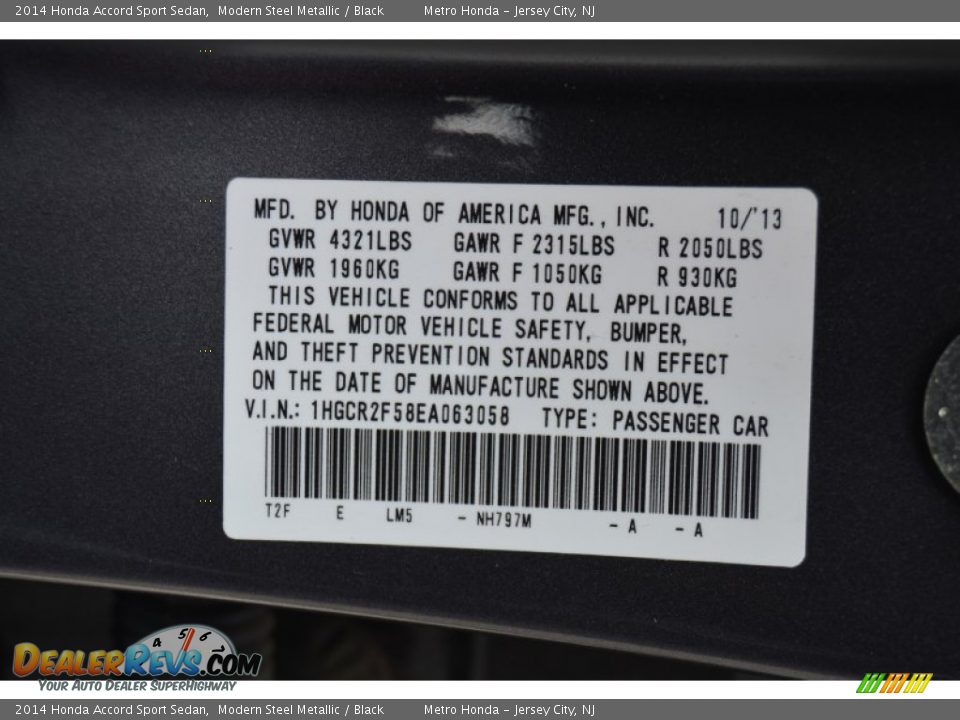 2014 Honda Accord Sport Sedan, Modern Steel Metallic / Black Metro Honda - Jersey City, NJ
MFD. BY HONDA OF AMERICA MFG., INC. 10/'13
GVWR 4321LBS GAWR F 2315LBS R 2050LBS
GVWR 1960KG GAWR F 1050KG R 930KG
THIS VEHICLE CONFORMS TO ALL APPLICABLE
FEDERAL MOTOR VEHICLE SAFETY, BUMPER,
AND THEFT PREVENTION STANDARDS IN EFFECT
ON THE DATE OF MANUFACTURE SHOWN ABOVE.
V.I.N.: 1HGCR2F58EA063058 TYPE: PASSENGER CAR
T2F E LM5 - NH797M - A - A
4 5 6
DEALERREVS.COM
YOUR AUTO DEALER SUPERHIGHWAY
2014 Honda Accord Sport Sedan, Modern Steel Metallic / Black Metro Honda - Jersey City, NJ